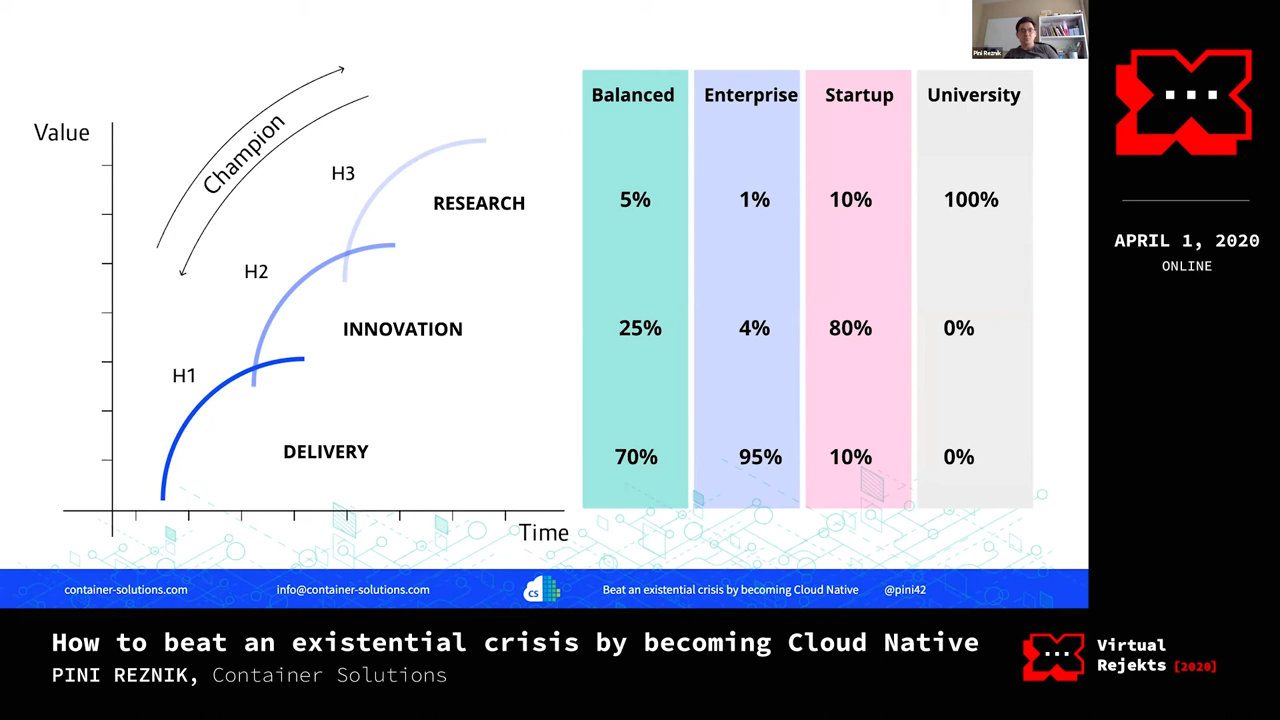 Pini Reznik
Value
Champion
H3
RESEARCH
H2
INNOVATION
H1
DELIVERY
Time
Balanced Enterprise Startup University
5% 1% 10% 100%
25% 4% 80% 0%
70% 95% 10% 0%
container-solutions.com info@container-solutions.com CS Beat an existential crisis by becoming Cloud Native @pini42
APRIL 1, 2020
ONLINE
How to beat an existential crisis by becoming Cloud Native
PINI REZNIK, Container Solutions
Virtual
Rejekts [2020]